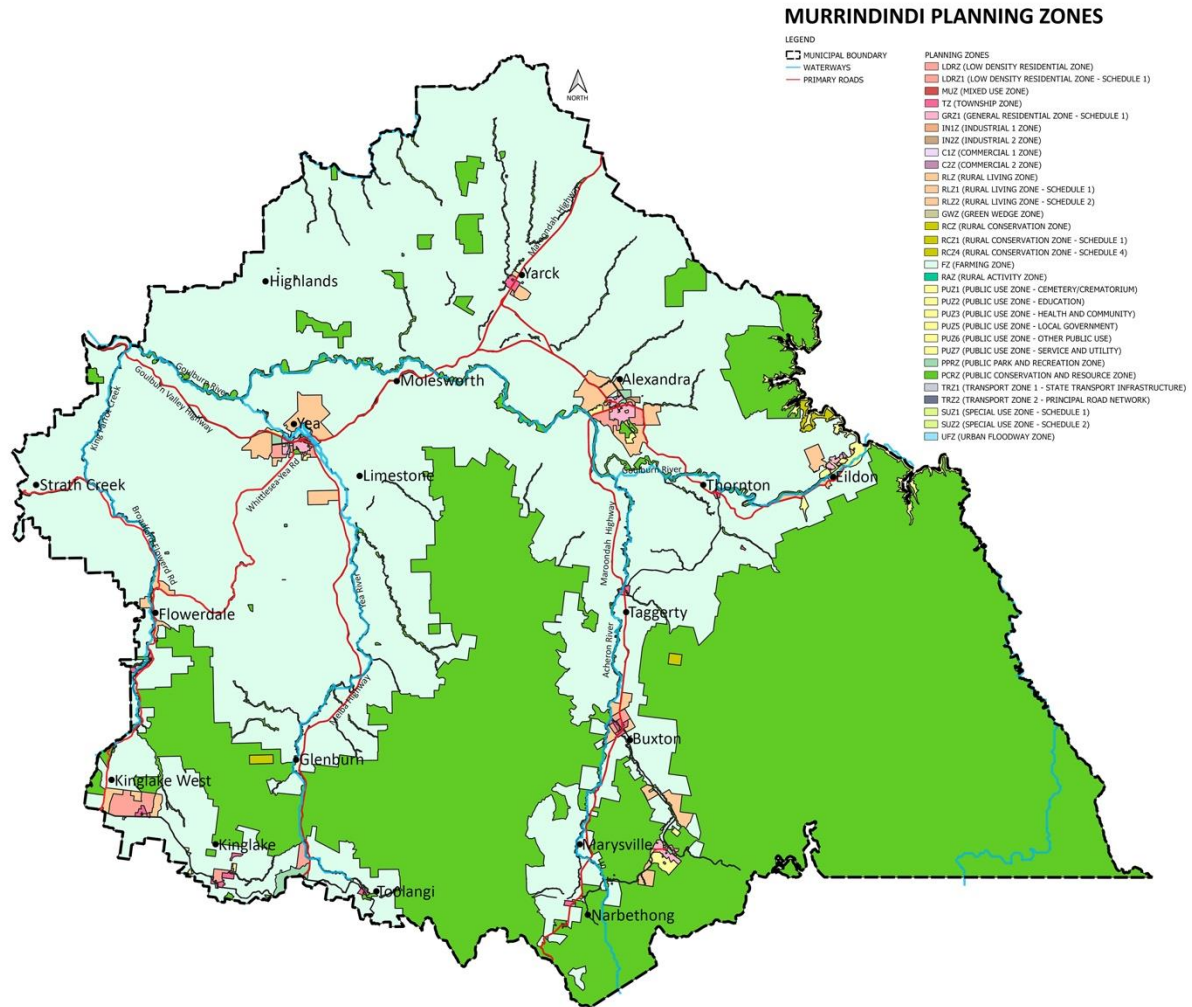 MURRINDINDI PLANNING ZONES
LEGEND
MUNICIPAL BOUNDARY
WATERWAYS
PRIMARY ROADS
PLANNING ZONES
LDRZ (LOW DENSITY RESIDENTIAL ZONE)
LDRZ1 (LOW DENSITY RESIDENTIAL ZONE - SCHEDULE 1)
MUZ (MIXED USE ZONE)
TZ (TOWNSHIP ZONE)
GRZ1 (GENERAL RESIDENTIAL ZONE - SCHEDULE 1)
IN1Z (INDUSTRIAL 1 ZONE)
IN2Z (INDUSTRIAL 2 ZONE)
C1Z (COMMERCIAL 1 ZONE)
C2Z (COMMERCIAL 2 ZONE)
RLZ (RURAL LIVING ZONE)
RLZ1 (RURAL LIVING ZONE - SCHEDULE 1)
RLZ2 (RURAL LIVING ZONE - SCHEDULE 2)
GWZ (GREEN WEDGE ZONE)
RCZ (RURAL CONSERVATION ZONE)
RCZ1 (RURAL CONSERVATION ZONE - SCHEDULE 1)
RCZ4 (RURAL CONSERVATION ZONE - SCHEDULE 4)
FZ (FARMING ZONE)
RAZ (RURAL ACTIVITY ZONE)
PUZ1 (PUBLIC USE ZONE - CEMETERY/CREMATORIUM)
PUZ2 (PUBLIC USE ZONE - EDUCATION)
PUZ3 (PUBLIC USE ZONE - HEALTH AND COMMUNITY)
PUZ5 (PUBLIC USE ZONE - LOCAL GOVERNMENT)
PUZ6 (PUBLIC USE ZONE - OTHER PUBLIC USE)
PUZ7 (PUBLIC USE ZONE - SERVICE AND UTILITY)
PPRZ (PUBLIC PARK AND RECREATION ZONE)
PCRZ (PUBLIC CONSERVATION AND RESOURCE ZONE)
TRZ1 (TRANSPORT ZONE 1 - STATE TRANSPORT INFRASTRUCTURE)
TRZ2 (TRANSPORT ZONE 2 - PRINCIPAL ROAD NETWORK)
SUZ1 (SPECIAL USE ZONE - SCHEDULE 1)
SUZ2 (SPECIAL USE ZONE - SCHEDULE 2)
UFZ (URBAN FLOODWAY ZONE)
NORTH
Maroondah Highway
Yarck
Highlands
Goulburn River
Molesworth
Alexandra
Goulburn Valley Highway
King Parrot Creek
Yea
Whittlesea-Yea Rd
Limestone
Goulburn River
Thornton
Eildon
Strath Creek
Maroondah Highway
Yea River
Flowerdale
Taggerty
Acheron River
Melba Highway
Buxton
Glenburn
Kinglake West
Kinglake
Marysville
Toolangi
Narbethong